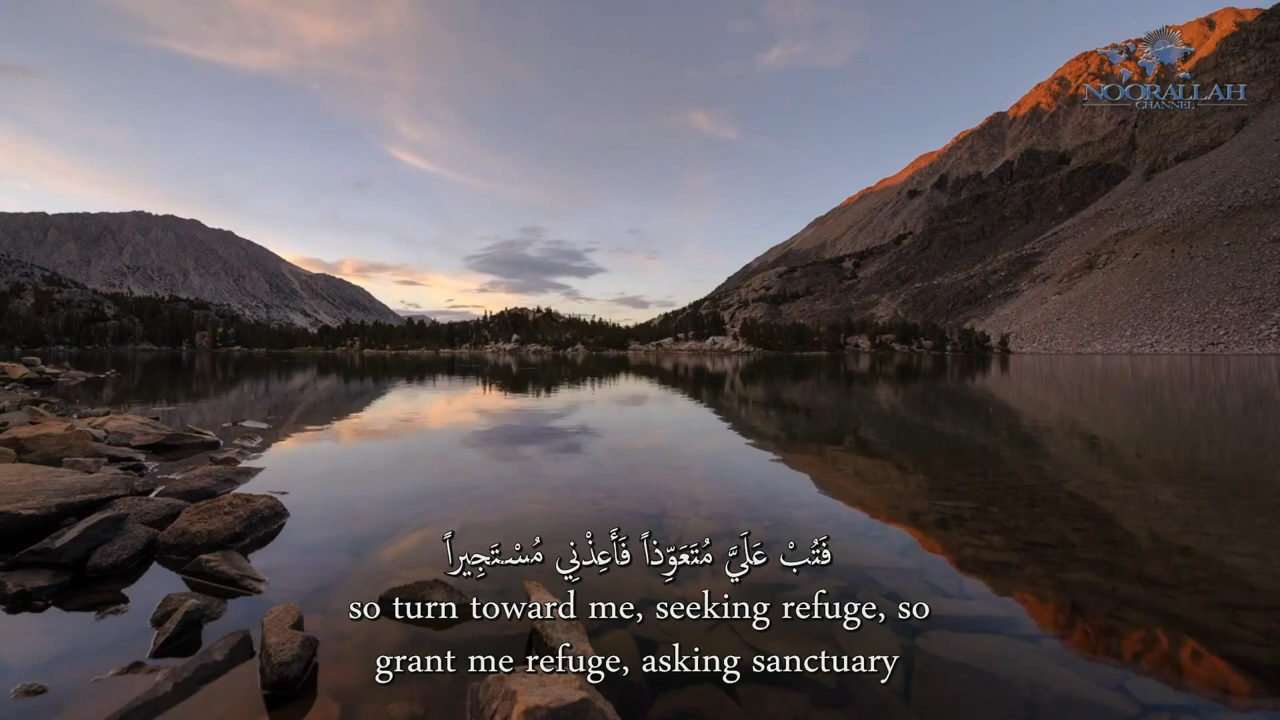 NOORALLAH
CHANNEL
فَتُبْ عَلَيَّ مُتَعَوِّذاً فَأَعِذْنِي مُسْتَجِيراً
so turn toward me, seeking refuge, so
grant me refuge, asking sanctuary